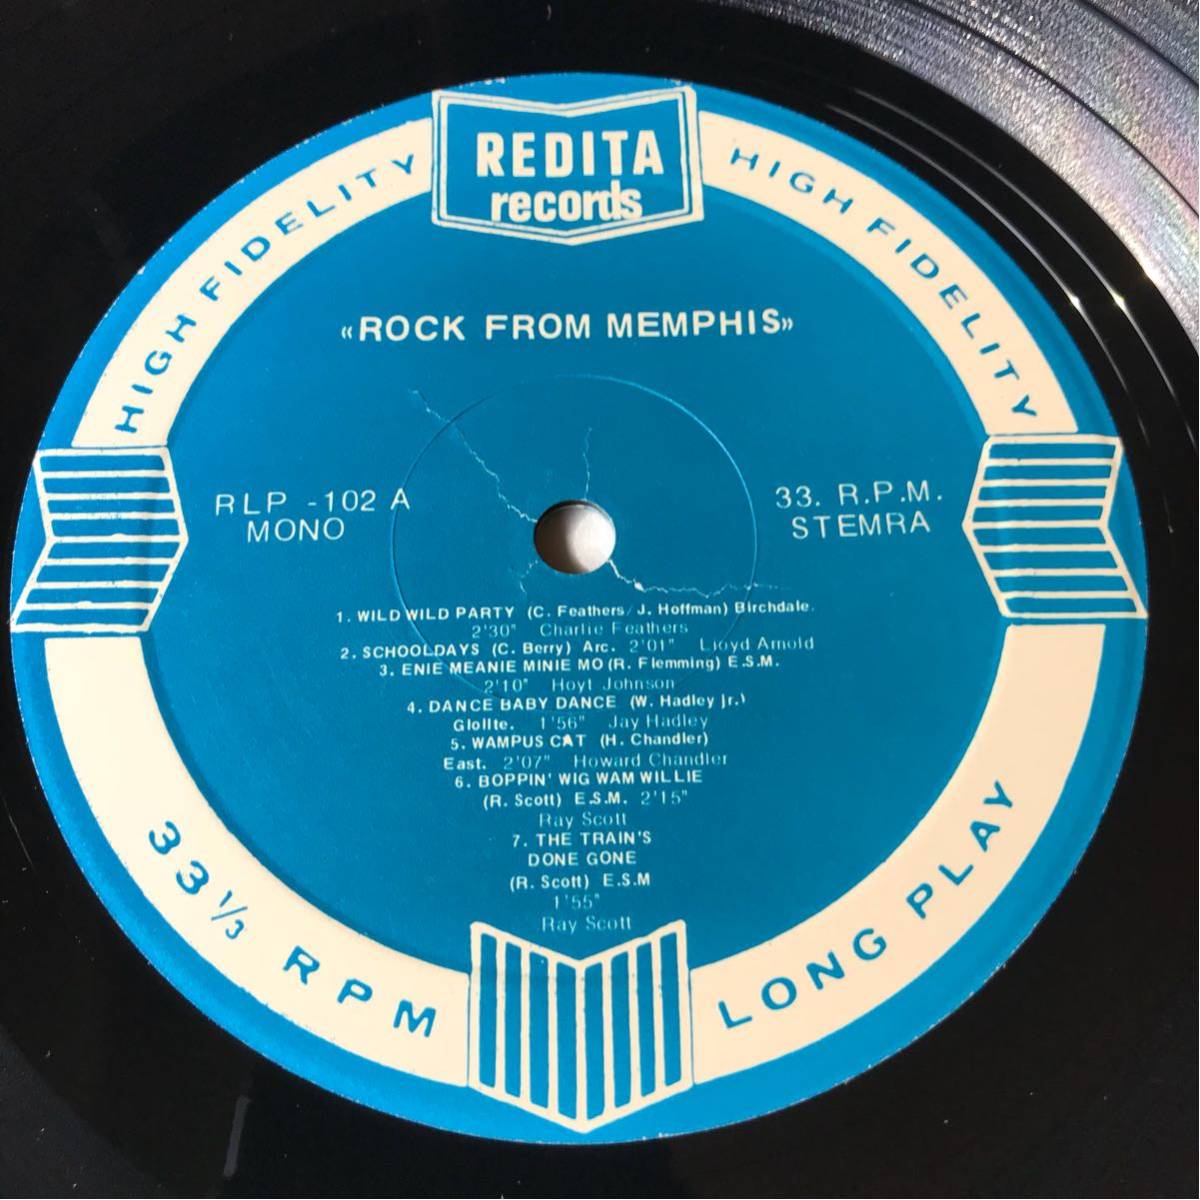 REDITA
records
HIGH FIDELITY
HIGH FIDELITY
«ROCK FROM MEMPHIS»
RLP -102 A
MONO
33. R.P.M.
STEMRA
1. WILD WILD PARTY (C. Feathers/J. Hoffman) Birchdale.
2'30" Charlie Feathers
2. SCHOOLDAYS (C. Berry) Arc. 2'01" Lloyd Arnold
3. ENIE MEANIE MINIE MO (R. Flemming) E.S.M.
2'10" Hoyt Johnson
4. DANCE BABY DANCE (W. Hadley jr.)
Glollte. 1'56" Jay Hadley
5. WAMPUS CAT (H. Chandler)
East. 2'07" Howard Chandler
6. BOPPIN' WIG WAM WILLIE
(R. Scott) E.S.M. 2'15"
Ray Scott
7. THE TRAIN'S
DONE GONE
(R. Scott) E.S.M
1'55"
Ray Scott
33 1/3 RPM
LONG PLAY